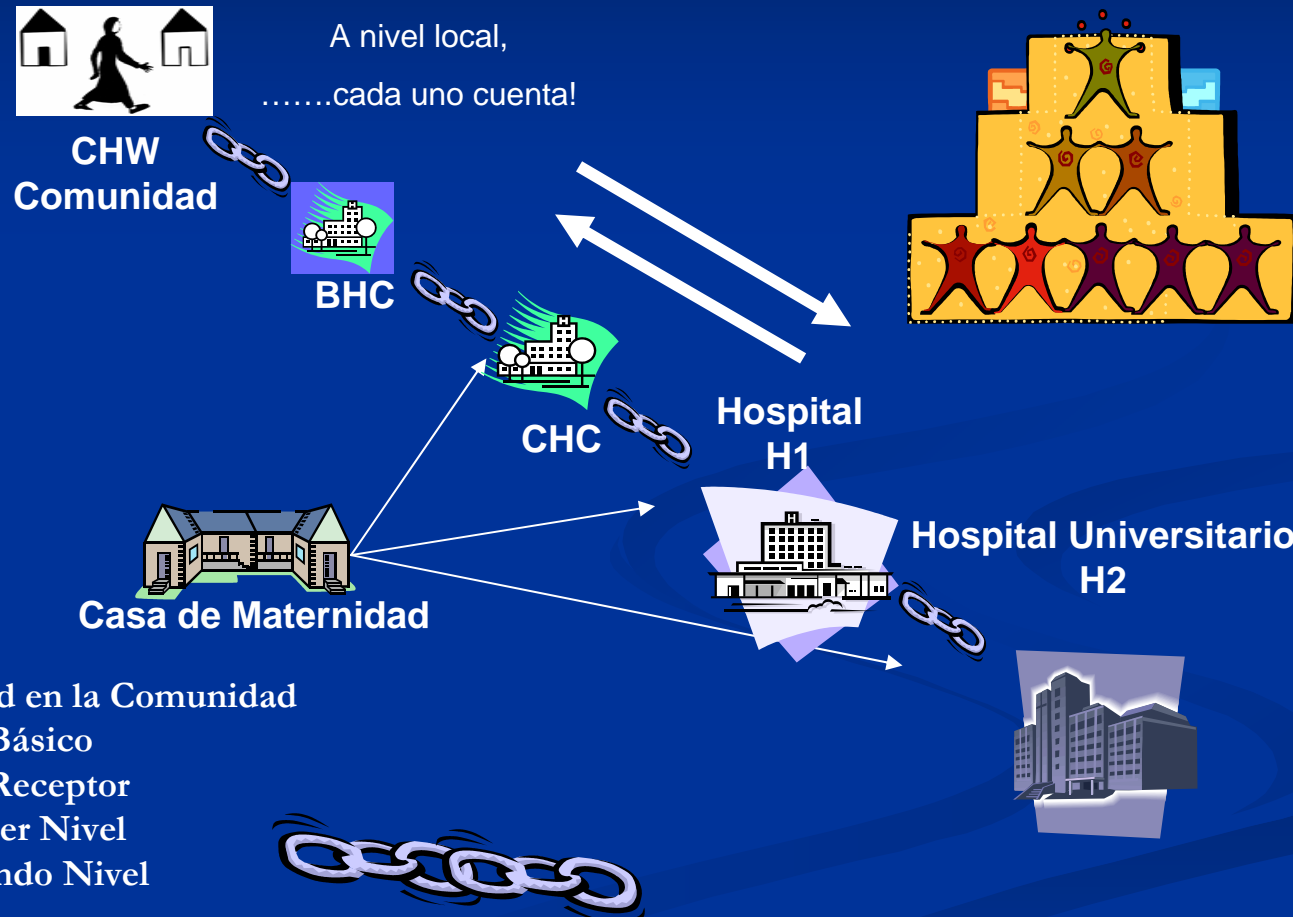 A nivel local,
…….cada uno cuenta!
CHW
Comunidad
BHC
CHC
Hospital
H1
Hospital Universitario
H2
Casa de Maternidad
d en la Comunidad
Básico
Receptor
er Nivel
ndo Nivel